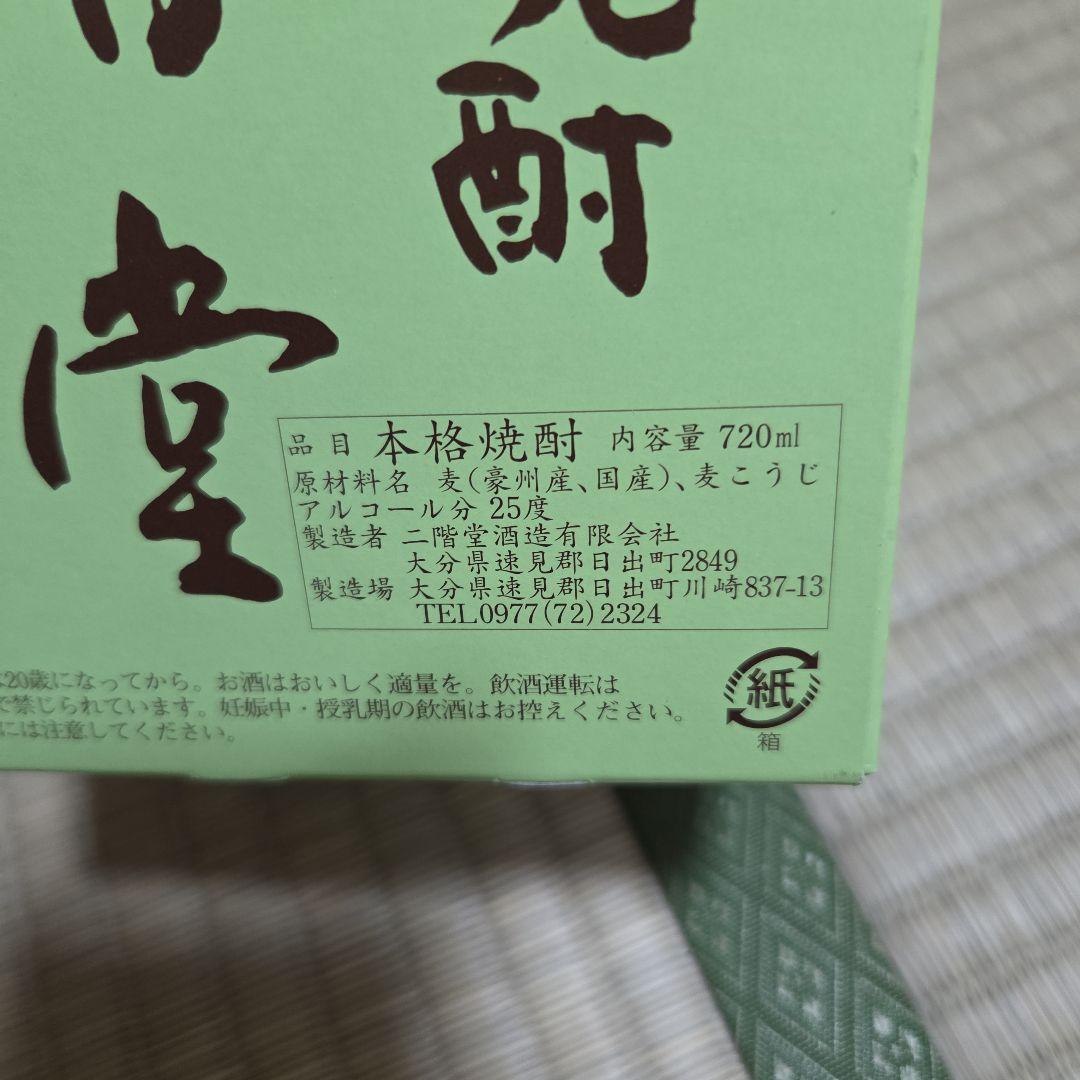 酎
堂
品目 本格焼酎 内容量 720ml
原材料名 麦(豪州産、国産)、麦こうじ
アルコール分 25度
製造者 二階堂酒造有限会社
大分県速見郡日出町2849
製造場 大分県速見郡日出町川崎837-13
TEL0977(72)2324
20歳になってから。お酒はおいしく適量を。飲酒運転は
で禁じられています。妊娠中・授乳期の飲酒はお控えください。
には注意してください。
紙
箱